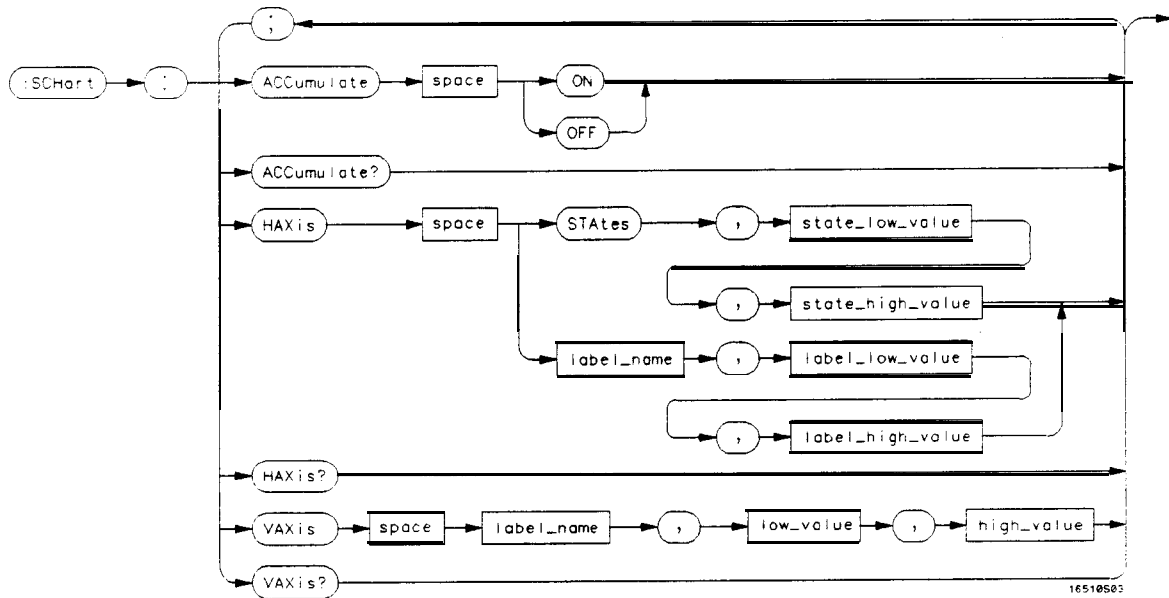 ;
:SCHart : ACCumulate space ON
OFF
ACCumulate?
HAXis space STAtes , state_low_value
, state_high_value
label_name , label_low_value
, label_high_value
HAXis?
VAXis space label_name , low_value , high_value
VAXis?
16510S03